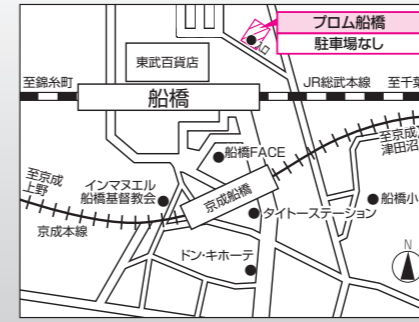 プロム船橋
駐車場なし
入口
東武百貨店
至錦糸町
JR総武本線
至千葉
船橋
至京成
津田沼
船橋FACE
至京成
上野
インマヌエル
船橋基督教会
京成船橋
船橋小
タイトーステーション
京成本線
ドン・キホーテ
N